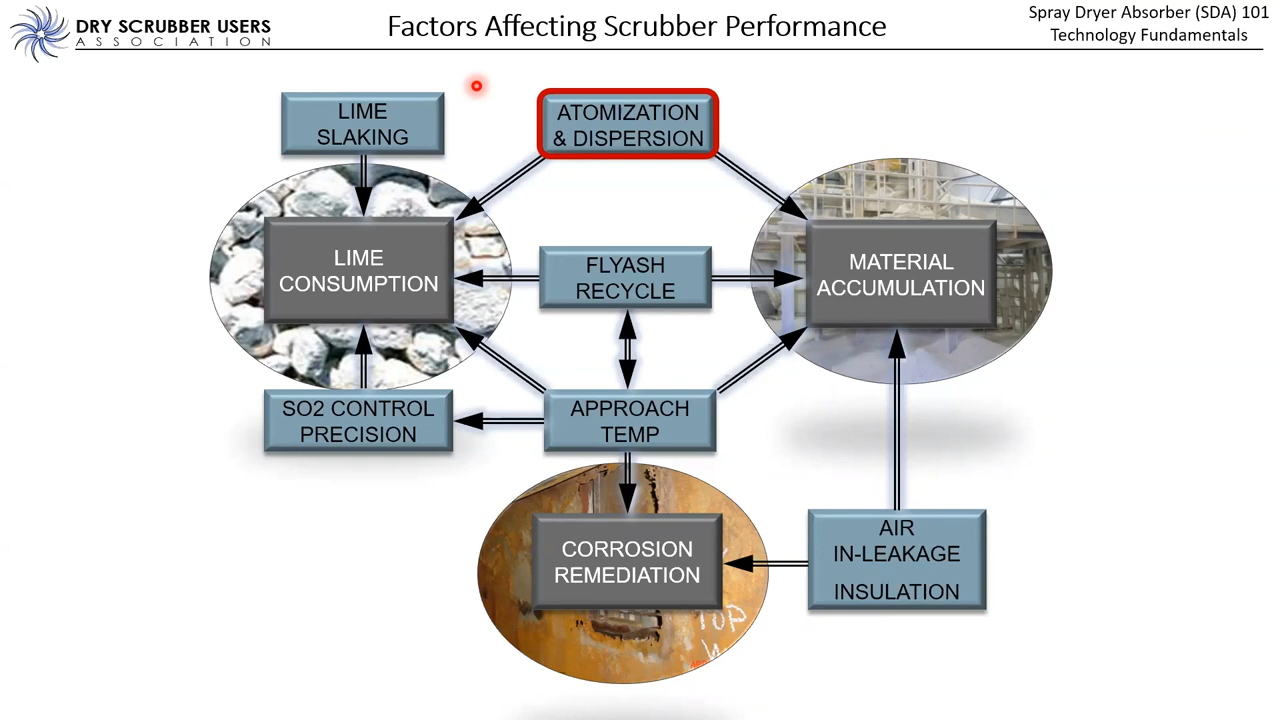 DRY SCRUBBER USERS
ASSOCIATION
Factors Affecting Scrubber Performance
Spray Dryer Absorber (SDA) 101
Technology Fundamentals
LIME
SLAKING
ATOMIZATION
& DISPERSION
LIME
CONSUMPTION
FLYASH
RECYCLE
MATERIAL
ACCUMULATION
SO2 CONTROL
PRECISION
APPROACH
TEMP
CORROSION
REMEDIATION
AIR
IN-LEAKAGE
INSULATION
TOP